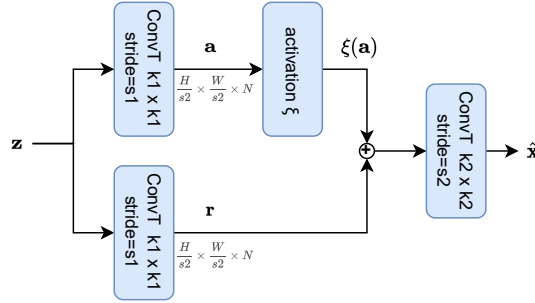 ConvT k1 x k1
stride=s1
a
H/s2 × W/s2 × N
activation ξ
ξ(a)
z
ConvT k2 x k2
stride=s2
x̂
ConvT k1 x k1
stride=s1
r
H/s2 × W/s2 × N
+